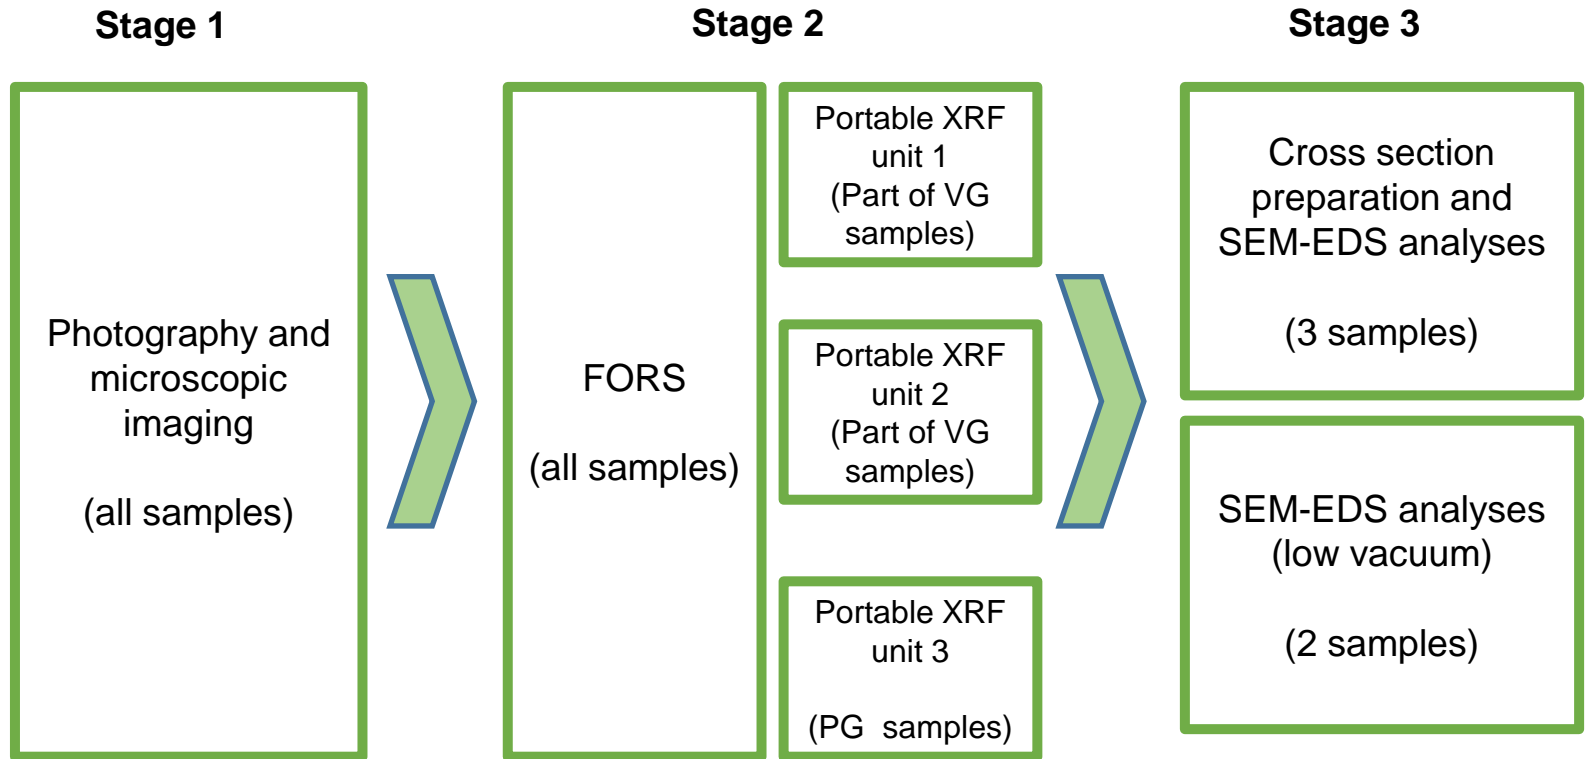 Stage 1
Photography and
microscopic
imaging
(all samples)
Stage 2
FORS
(all samples)
Portable XRF
unit 1
(Part of VG
samples)
Portable XRF
unit 2
(Part of VG
samples)
Portable XRF
unit 3
(PG  samples)
Stage 3
Cross section
preparation and
SEM-EDS analyses
(3 samples)
SEM-EDS analyses
(low vacuum)
(2 samples)